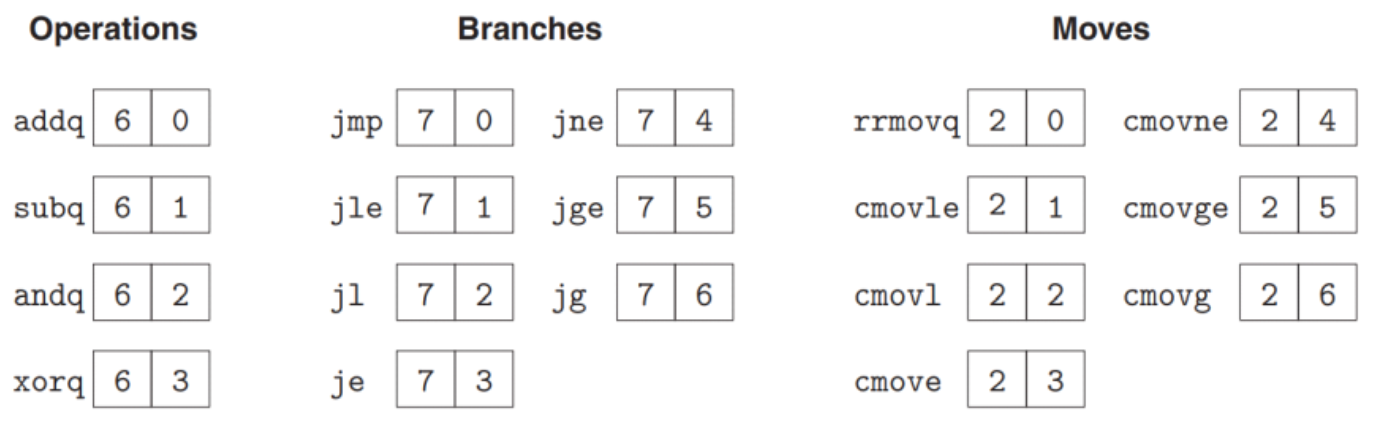 Operations Branches Moves
addq 6 0 jmp 7 0 jne 7 4 rrmovq 2 0 cmovne 2 4
subq 6 1 jle 7 1 jge 7 5 cmovle 2 1 cmovge 2 5
andq 6 2 jl 7 2 jg 7 6 cmovl 2 2 cmovg 2 6
xorq 6 3 je 7 3 cmove 2 3